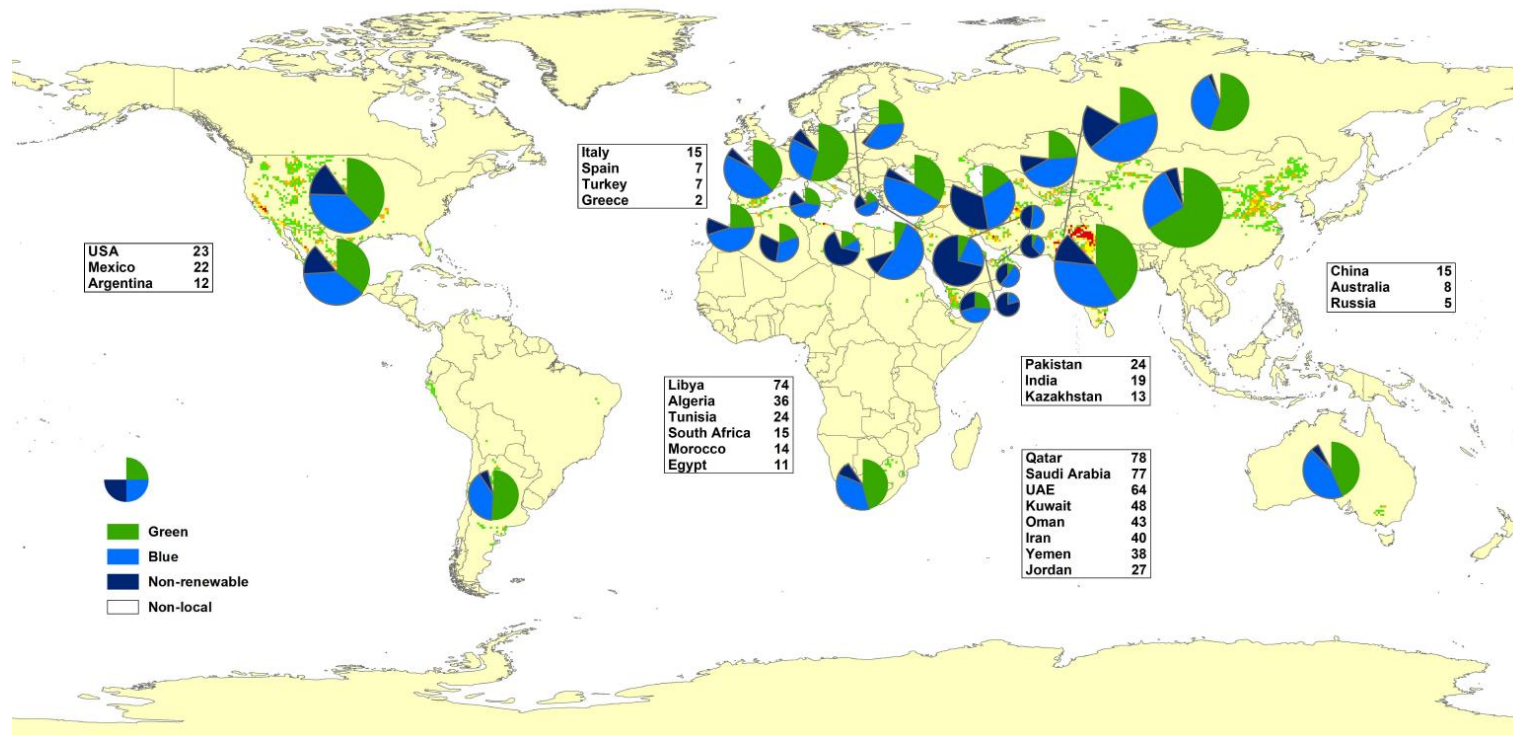 Italy 15
Spain 7
Turkey 7
Greece 2
USA 23
Mexico 22
Argentina 12
China 15
Australia 8
Russia 5
Libya 74
Algeria 36
Tunisia 24
South Africa 15
Morocco 14
Egypt 11
Pakistan 24
India 19
Kazakhstan 13
Qatar 78
Saudi Arabia 77
UAE 64
Kuwait 48
Oman 43
Iran 40
Yemen 38
Jordan 27
Green
Blue
Non-renewable
Non-local